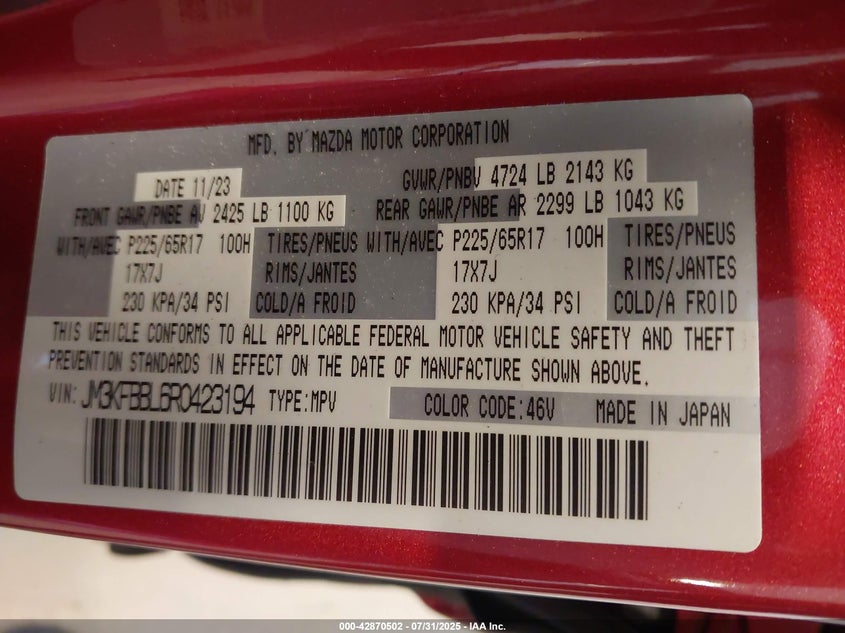 MFD. BY MAZDA MOTOR CORPORATION
DATE 11/23 GVWR/PNBV 4724 LB 2143 KG
FRONT GAWR/PNBE AV 2425 LB 1100 KG REAR GAWR/PNBE AR 2299 LB 1043 KG
WITH/AVEC P225/65R17 100H TIRES/PNEUS WITH/AVEC P225/65R17 100H TIRES/PNEUS
17X7J RIMS/JANTES 17X7J RIMS/JANTES
230 KPA/34 PSI COLD/A FROID 230 KPA/34 PSI COLD/A FROID
THIS VEHICLE CONFORMS TO ALL APPLICABLE FEDERAL MOTOR VEHICLE SAFETY AND THEFT
PREVENTION STANDARDS IN EFFECT ON THE DATE OF MANUFACTURE SHOWN ABOVE.
VIN: JM3KFBBL6R0423194 TYPE:MPV COLOR CODE:46V MADE IN JAPAN
000-42870502 - 07/31/2025 - IAA Inc.